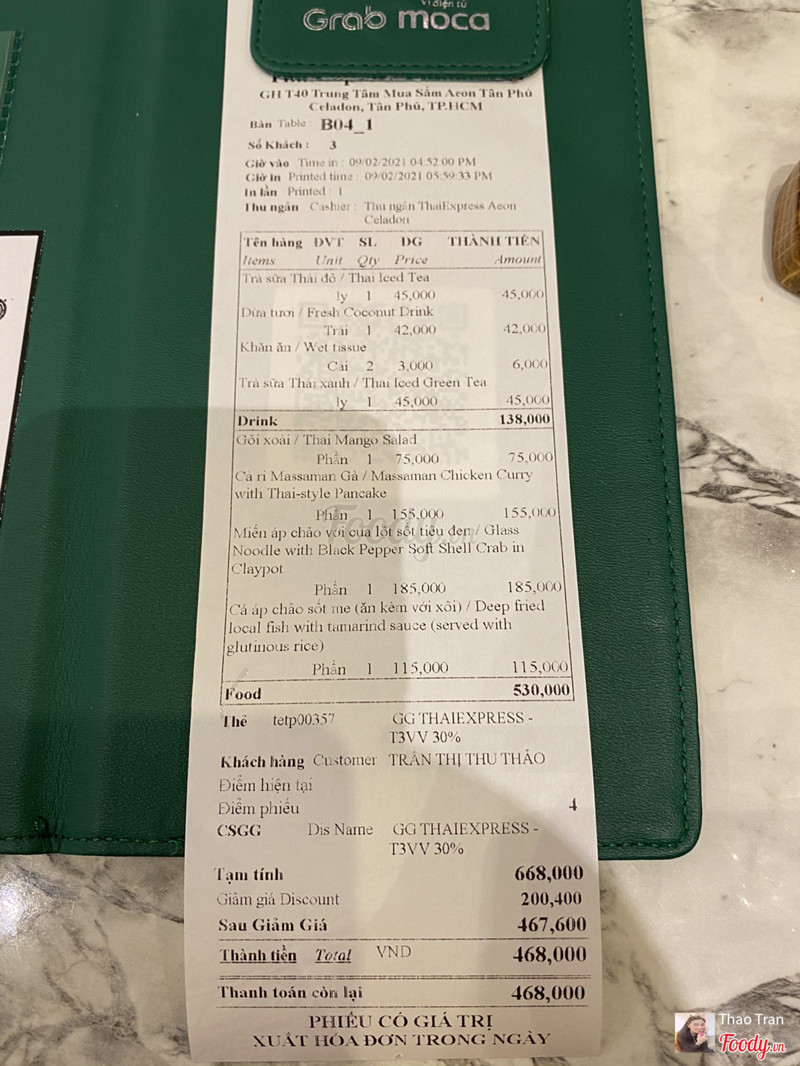 Ví điện tử
Grab moca
GH T40 Trung Tâm Mua Sắm Aeon Tân Phú
Celadon, Tân Phú, TP.HCM
Bàn Table : B04_1
Số Khách : 3
Giờ vào Time in : 09/02/2021 04:52:00 PM
Giờ in Printed time : 09/02/2021 05:59:33 PM
In lần Printed : 1
Thu ngân Cashier : Thu ngân ThaiExpress Aeon
Celadon
Tên hàng ĐVT SL ĐG THÀNH TIỀN
Items Unit Qty Price Amount
Trà sữa Thái đỏ / Thai Iced Tea
ly 1 45,000 45,000
Dừa tươi / Fresh Coconut Drink
Trái 1 42,000 42,000
Khăn ăn / Wet tissue
Cái 2 3,000 6,000
Trà sữa Thái xanh / Thai Iced Green Tea
ly 1 45,000 45,000
Drink 138,000
Gỏi xoài / Thai Mango Salad
Phần 1 75,000 75,000
Cà ri Massaman Gà / Massaman Chicken Curry
with Thai-style Pancake
Phần 1 155,000 155,000
Miến áp chảo với cua lột sốt tiêu đen / Glass
Noodle with Black Pepper Soft Shell Crab in
Claypot
Phần 1 185,000 185,000
Cá áp chảo sốt me (ăn kèm với xôi) / Deep fried
local fish with tamarind sauce (served with
glutinous rice)
Phần 1 115,000 115,000
Food 530,000
Thẻ tetp00357 GG THAIEXPRESS -
T3VV 30%
Khách hàng Customer TRẦN THỊ THU THẢO
Điểm hiện tại
Điểm phiếu 4
CSGG Dis Name GG THAIEXPRESS -
T3VV 30%
Tạm tính 668,000
Giảm giá Discount 200,400
Sau Giảm Giá 467,600
Thành tiền Total VND 468,000
Thanh toán còn lại 468,000
PHIẾU CÓ GIÁ TRỊ
XUẤT HÓA ĐƠN TRONG NGÀY
Foody.vn
Thao Tran
Foody.vn